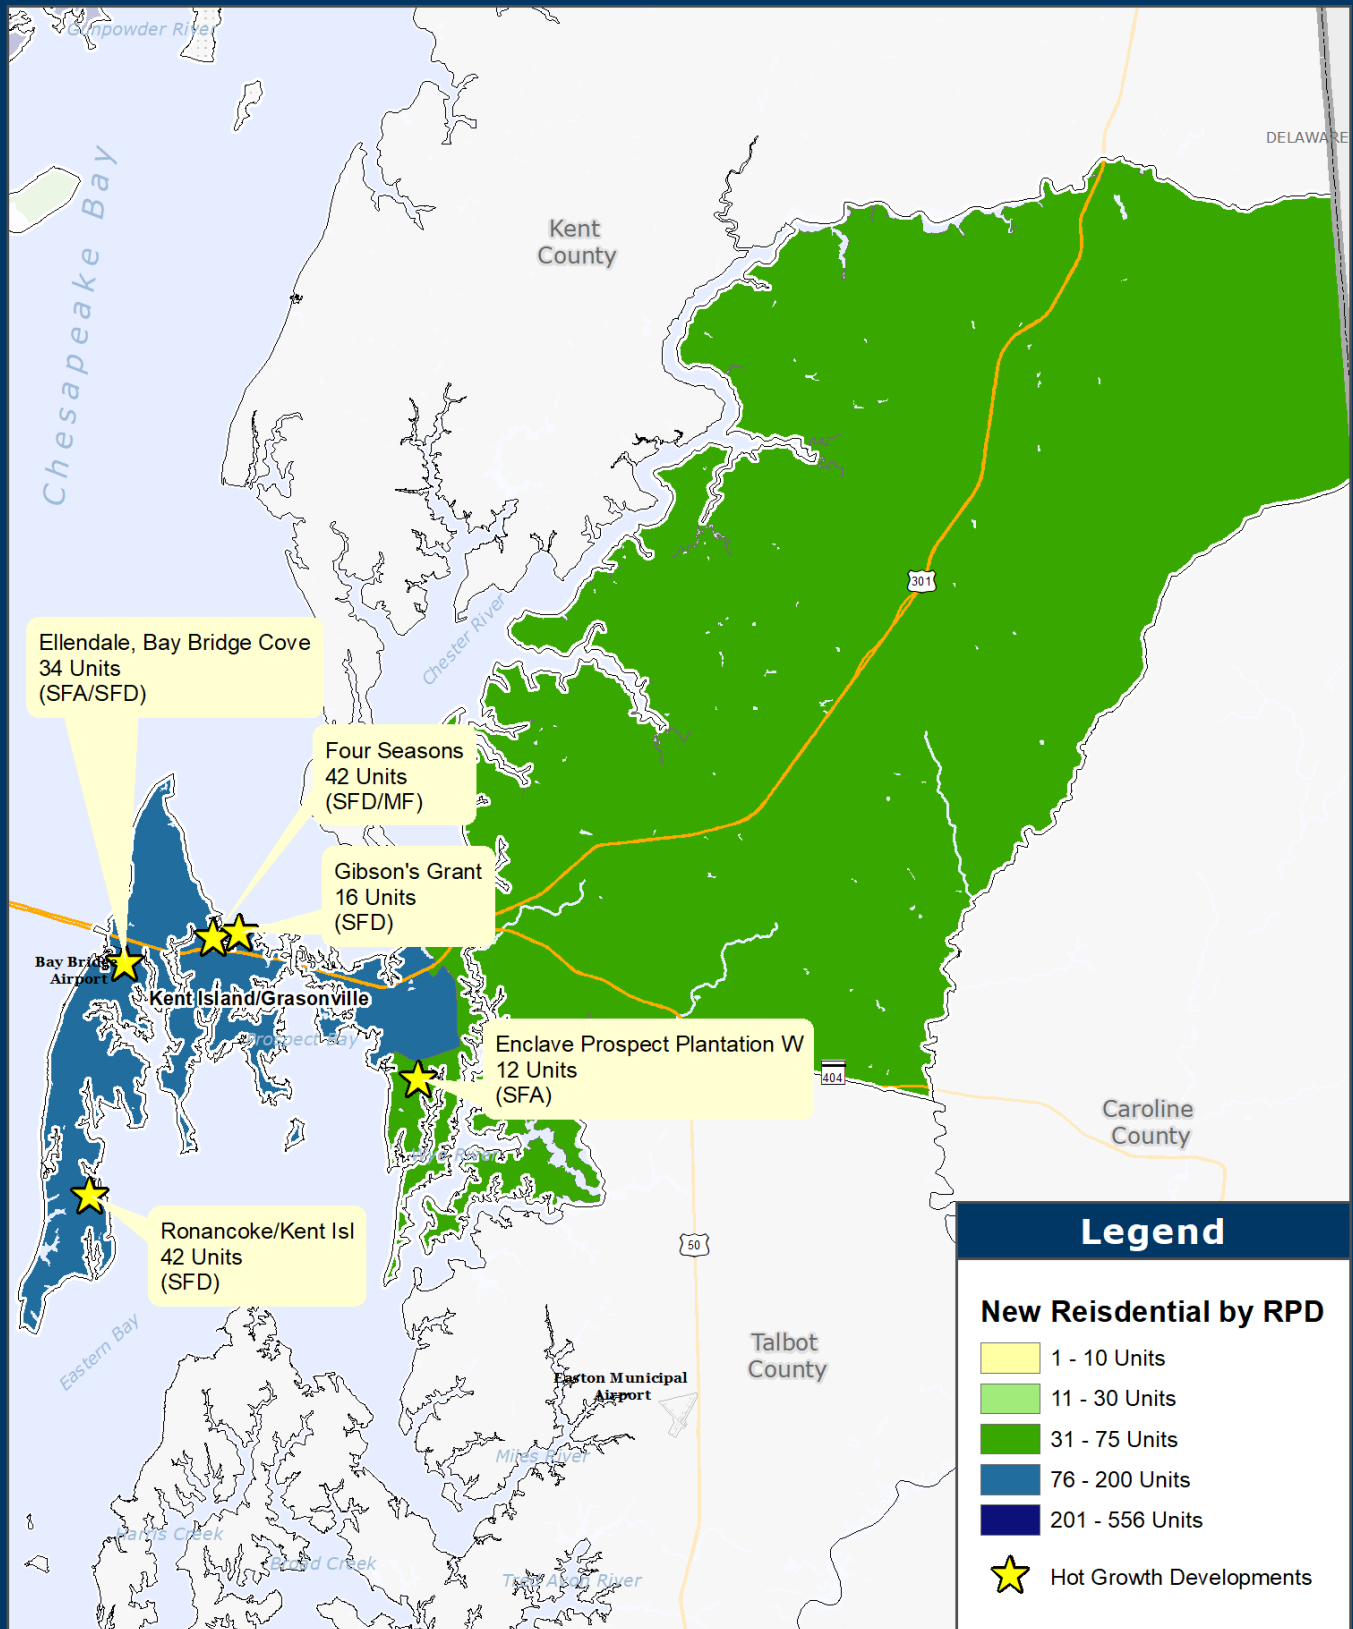 Gunpowder River
DELAWARE
Chesapeake Bay
Kent
County
301
Chester River
Ellendale, Bay Bridge Cove
34 Units
(SFA/SFD)
Four Seasons
42 Units
(SFD/MF)
Gibson's Grant
16 Units
(SFD)
Bay Bridge
Airport
Kent Island/Grasonville
Prospect Bay
Enclave Prospect Plantation W
12 Units
(SFA)
404
Caroline
County
Wye River
Ronancoke/Kent Isl
42 Units
(SFD)
50
Eastern Bay
Talbot
County
Easton Municipal
Airport
Miles River
Harris Creek
Broad Creek
Tred Avon River
Legend
New Reisdential by RPD
1 - 10 Units
11 - 30 Units
31 - 75 Units
76 - 200 Units
201 - 556 Units
Hot Growth Developments